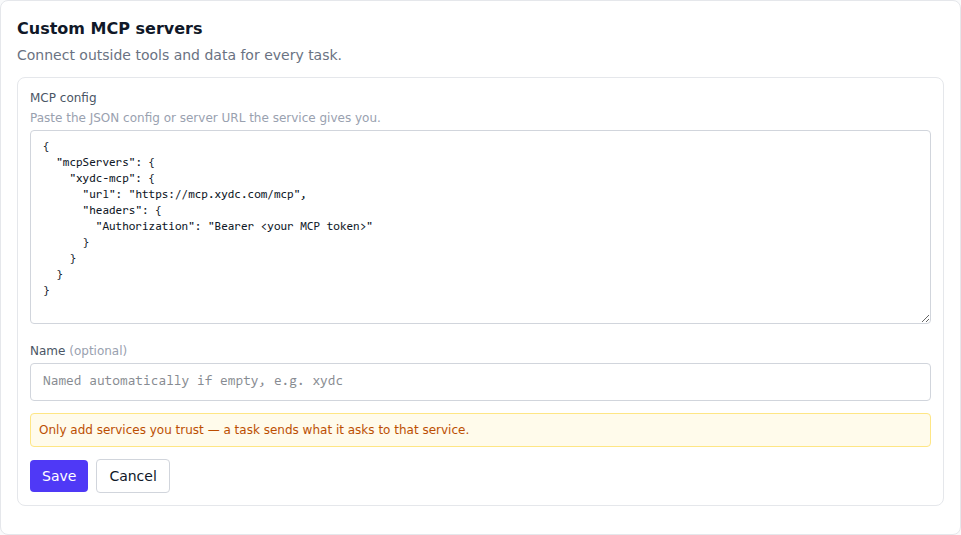 Custom MCP servers
Connect outside tools and data for every task.
MCP config
Paste the JSON config or server URL the service gives you.
{
  "mcpServers": {
    "xydc-mcp": {
      "url": "https://mcp.xydc.com/mcp",
      "headers": {
        "Authorization": "Bearer <your MCP token>"
      }
    }
  }
}
Name (optional)
Named automatically if empty, e.g. xydc
Only add services you trust — a task sends what it asks to that service.
Save Cancel